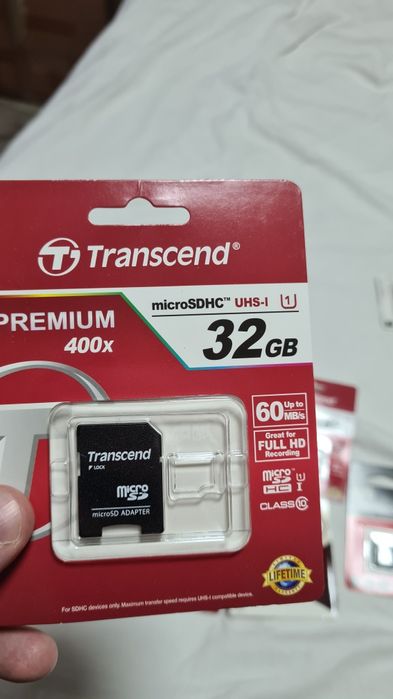 Transcend®
microSDHC™ UHS-I 1
PREMIUM
400x
32GB
60 Up to MB/s
Great for
FULL HD
Recording
Transcend
LOCK
micro
SD
microSD ADAPTER
micro
SD
HC I
1
CLASS 10
LIFETIME
For SDHC devices only. Maximum transfer speed requires UHS-I compatible device.